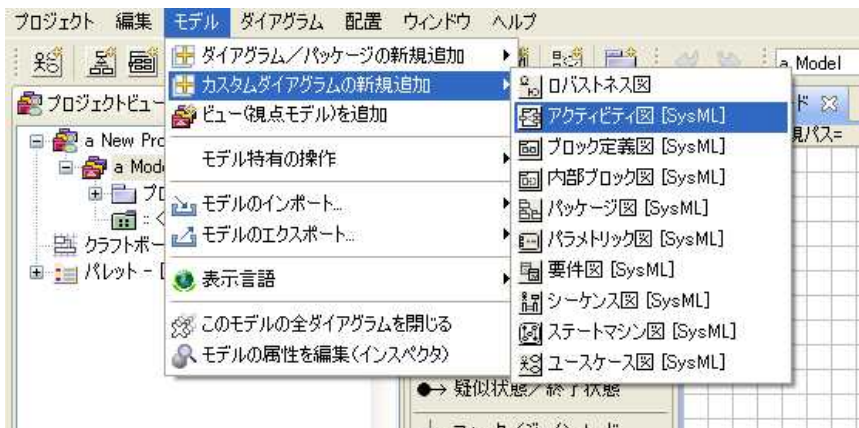 プロジェクト 編集 モデル ダイアグラム 配置 ウィンドウ ヘルプ
a Model
プロジェクトビュー
a New Pro
a Mod
プロ
:: <
クラフトボー
パレット - [
ダイアグラム／パッケージの新規追加
カスタムダイアグラムの新規追加
ビュー(視点モデル)を追加
モデル特有の操作
モデルのインポート...
モデルのエクスポート...
表示言語
このモデルの全ダイアグラムを閉じる
モデルの属性を編集(インスペクタ)
ロバストネス図
アクティビティ図 [SysML]
ブロック定義図 [SysML]
内部ブロック図 [SysML]
パッケージ図 [SysML]
パラメトリック図 [SysML]
要件図 [SysML]
シーケンス図 [SysML]
ステートマシン図 [SysML]
ユースケース図 [SysML]
ド
見パス=
疑似状態／終了状態